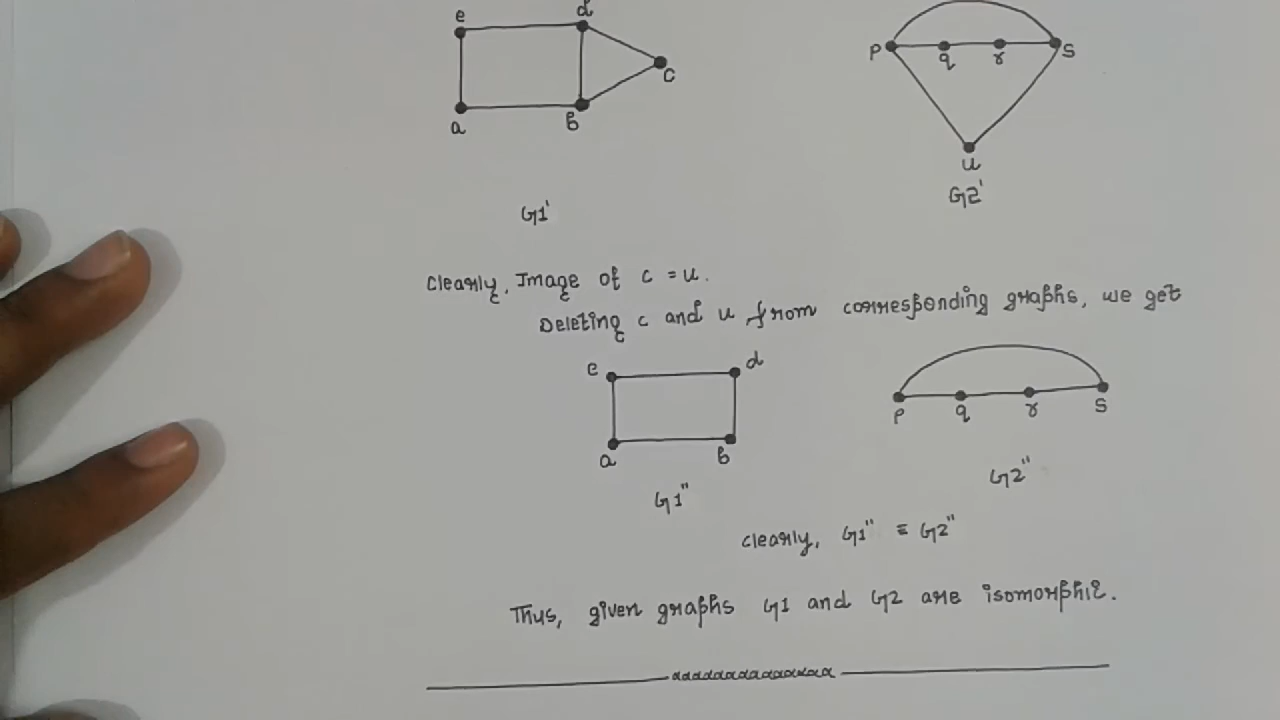 e d
c
a b
p q r s
u
G1' G2'
Clearly, Image of c = u.
Deleting c and u from corresponding graphs, we get
e d
a b
p q r s
G1'' G2''
clearly, G1'' ≡ G2''
Thus, given graphs G1 and G2 are isomorphic.